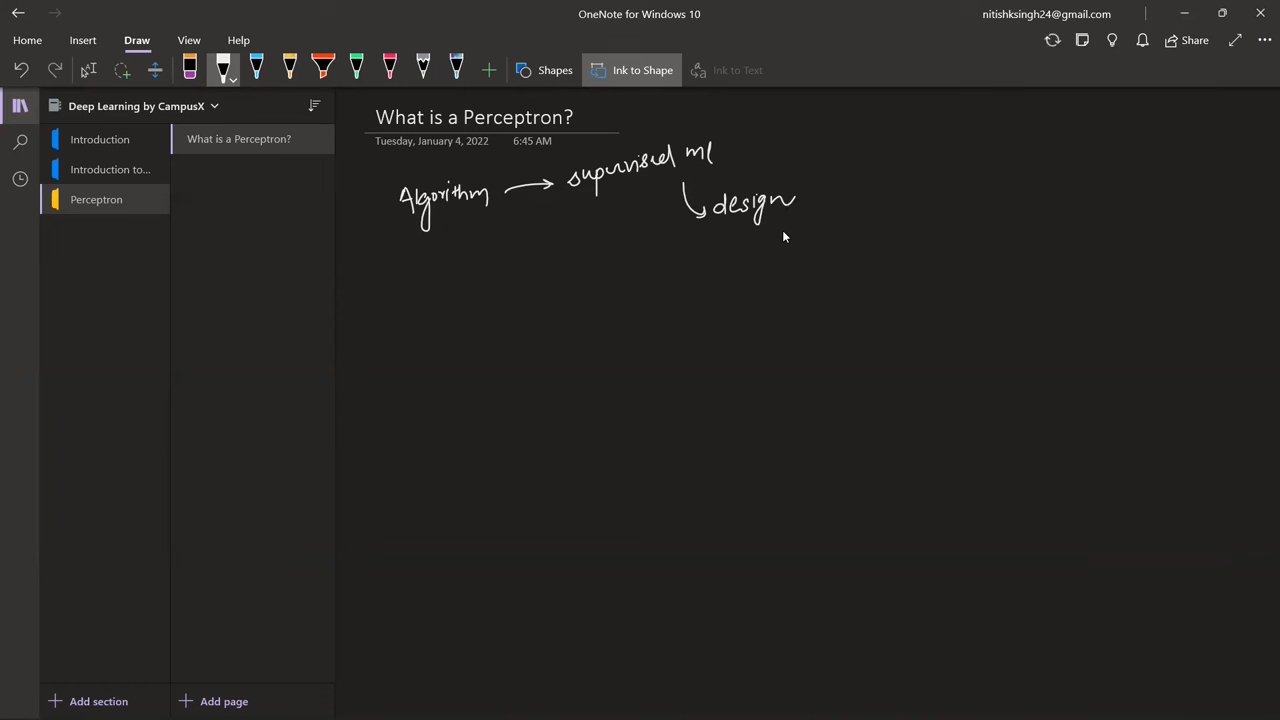 OneNote for Windows 10
nitishksingh24@gmail.com
Home Insert Draw View Help
Share
Shapes Ink to Shape Ink to Text
Deep Learning by CampusX
Introduction
Introduction to...
Perceptron
What is a Perceptron?
What is a Perceptron?
Tuesday, January 4, 2022 6:45 AM
Algorithm → supervised ml
design
Add section
Add page